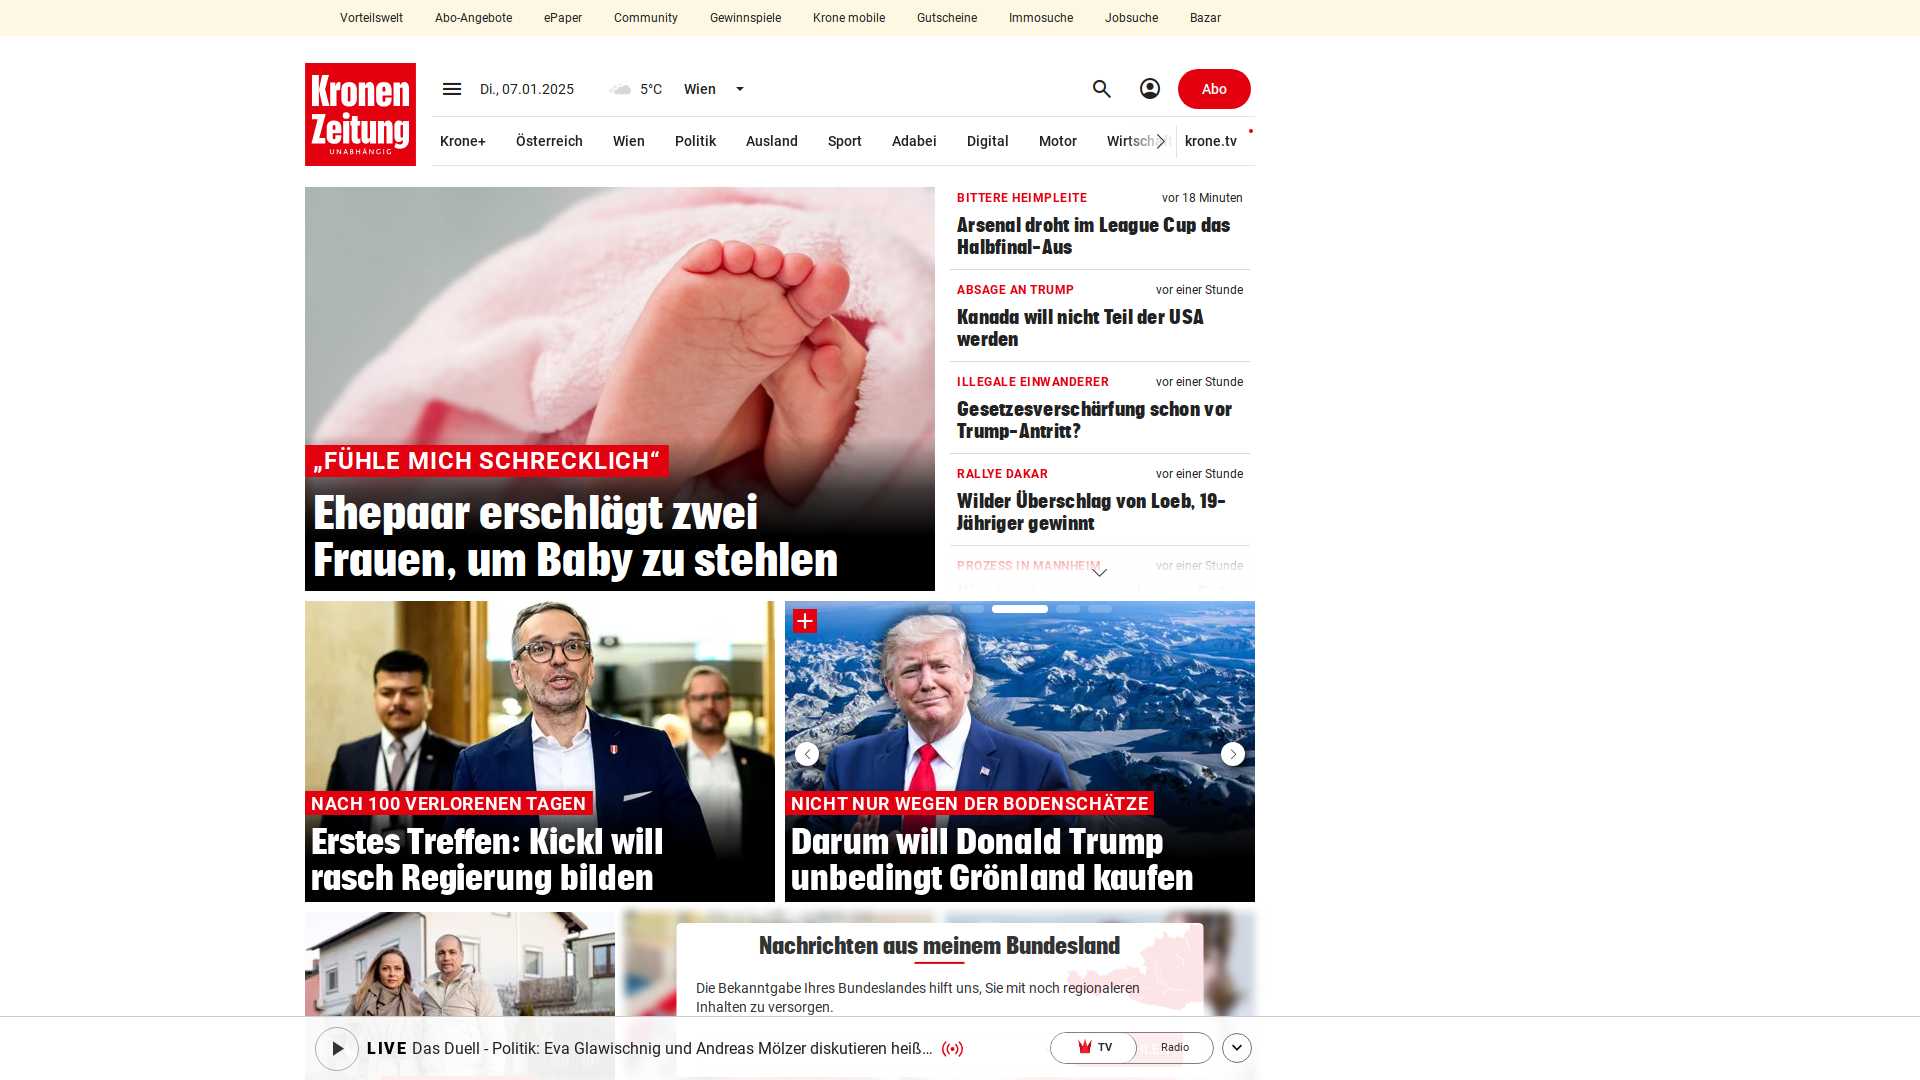 Vorteilswelt
Abo-Angebote
ePaper
Community
Gewinnspiele
Krone mobile
Gutscheine
Immosuche
Jobsuche
Bazar
Kronen
Zeitung
UNABHÄNGIG
Di., 07.01.2025
5°C
Wien
Abo
Krone+
Österreich
Wien
Politik
Ausland
Sport
Adabei
Digital
Motor
Wirtschaft
krone.tv
„FÜHLE MICH SCHRECKLICH“
Ehepaar erschlägt zwei
Frauen, um Baby zu stehlen
BITTERE HEIMPLEITE
vor 18 Minuten
Arsenal droht im League Cup das
Halbfinal-Aus
ABSAGE AN TRUMP
vor einer Stunde
Kanada will nicht Teil der USA
werden
ILLEGALE EINWANDERER
vor einer Stunde
Gesetzesverschärfung schon vor
Trump-Antritt?
RALLYE DAKAR
vor einer Stunde
Wilder Überschlag von Loeb, 19-
Jähriger gewinnt
PROZESS IN MANNHEIM
vor einer Stunde
NACH 100 VERLORENEN TAGEN
Erstes Treffen: Kickl will
rasch Regierung bilden
NICHT NUR WEGEN DER BODENSCHÄTZE
Darum will Donald Trump
unbedingt Grönland kaufen
Nachrichten aus meinem Bundesland
Die Bekanntgabe Ihres Bundeslandes hilft uns, Sie mit noch regionaleren
Inhalten zu versorgen.
LIVE Das Duell - Politik: Eva Glawischnig und Andreas Mölzer diskutieren heiß...
TV
Radio